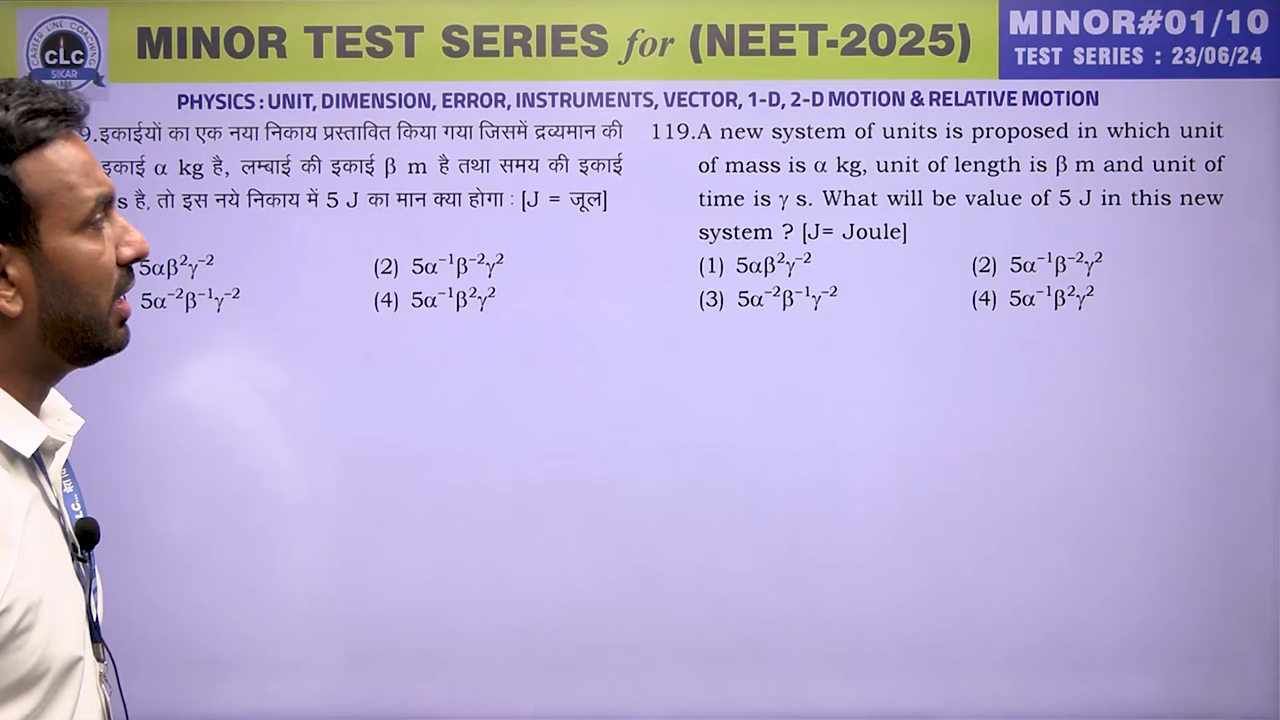 CAREER LINE COACHING
CLC
SIKAR
MINOR TEST SERIES for (NEET-2025)
MINOR#01/10
TEST SERIES : 23/06/24
PHYSICS : UNIT, DIMENSION, ERROR, INSTRUMENTS, VECTOR, 1-D, 2-D MOTION & RELATIVE MOTION
9. इकाईयों का एक नया निकाय प्रस्तावित किया गया जिसमें द्रव्यमान की
इकाई α kg है, लम्बाई की इकाई β m है तथा समय की इकाई
s है, तो इस नये निकाय में 5 J का मान क्या होगा : [J = जूल]
5αβ²γ⁻²
(2) 5α⁻¹β⁻²γ²
5α⁻²β⁻¹γ⁻²
(4) 5α⁻¹β²γ²
119. A new system of units is proposed in which unit
of mass is α kg, unit of length is β m and unit of
time is γ s. What will be value of 5 J in this new
system ? [J= Joule]
(1) 5αβ²γ⁻²
(2) 5α⁻¹β⁻²γ²
(3) 5α⁻²β⁻¹γ⁻²
(4) 5α⁻¹β²γ²
LC...